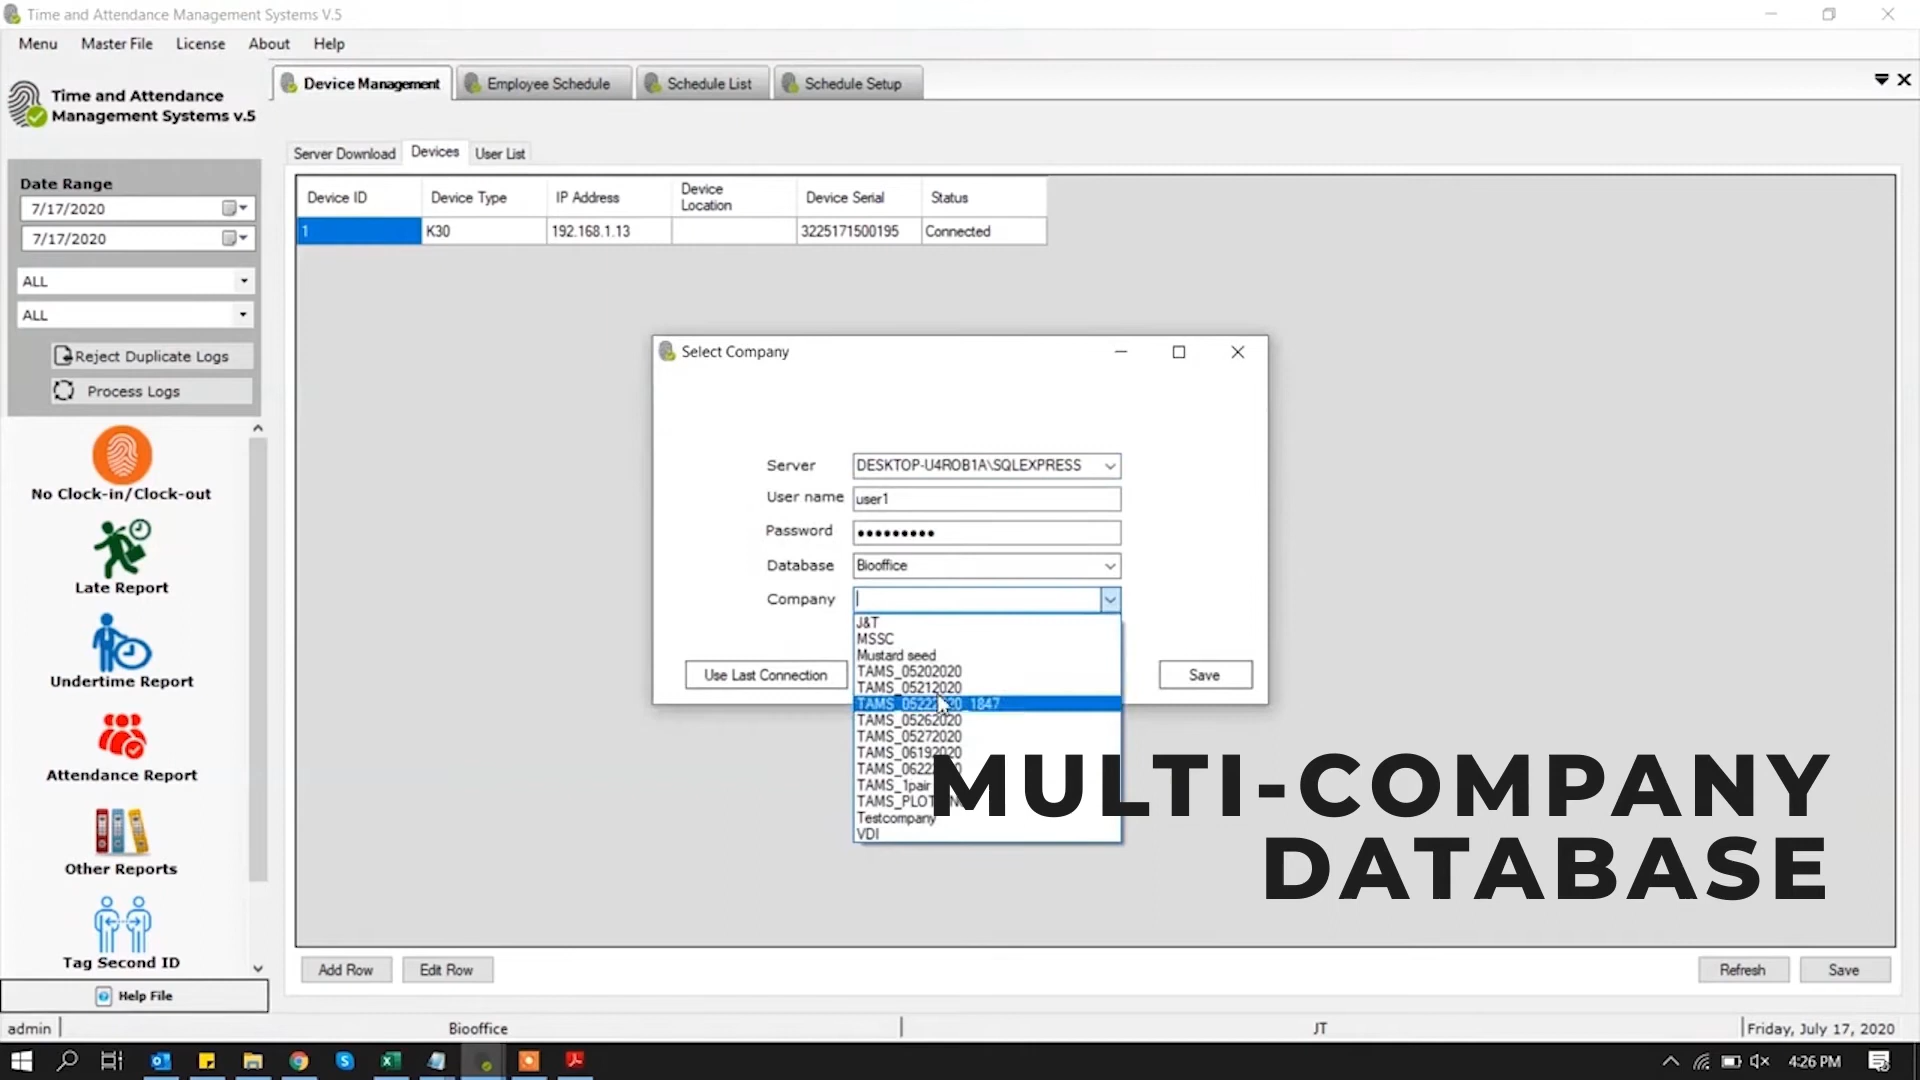 Time and Attendance Management Systems V.5
Menu Master File License About Help
Time and Attendance
Management Systems v.5
Device Management Employee Schedule Schedule List Schedule Setup
Server Download Devices User List
Date Range
7/17/2020
7/17/2020
ALL
ALL
Reject Duplicate Logs
Process Logs
No Clock-in/Clock-out
Late Report
Undertime Report
Attendance Report
Other Reports
Tag Second ID
Help File
Device ID Device Type IP Address Device Location Device Serial Status
1 K30 192.168.1.13 3225171500195 Connected
Select Company
Server DESKTOP-U4ROB1A\SQLEXPRESS
User name user1
Password •••••••••
Database Biooffice
Company
J&T
MSSC
Mustard seed
TAMS_05202020
TAMS_05212020
TAMS_05222020_1847
TAMS_05262020
TAMS_05272020
TAMS_06192020
TAMS_1pair
Testcompany
VDI
Use Last Connection Save
MULTI-COMPANY
DATABASE
Add Row Edit Row Refresh Save
admin Biooffice JT Friday, July 17, 2020
4:26 PM